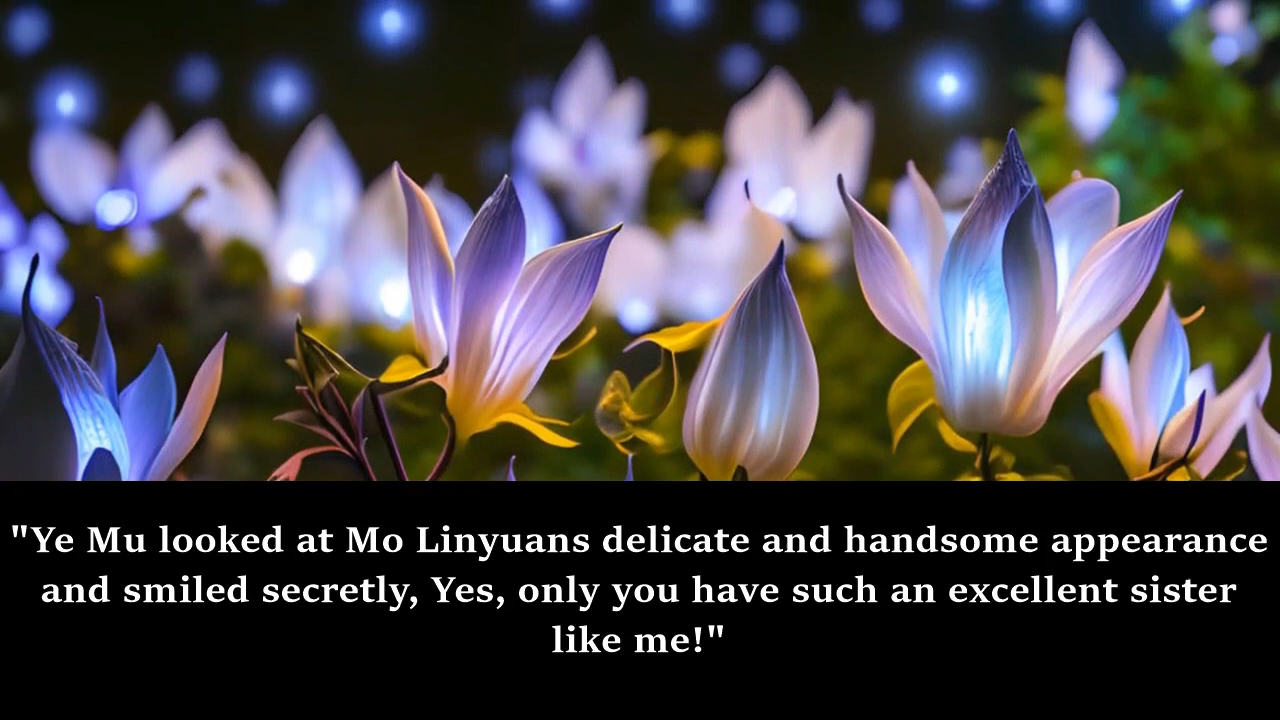 "Ye Mu looked at Mo Linyuans delicate and handsome appearance
and smiled secretly, Yes, only you have such an excellent sister
like me!"